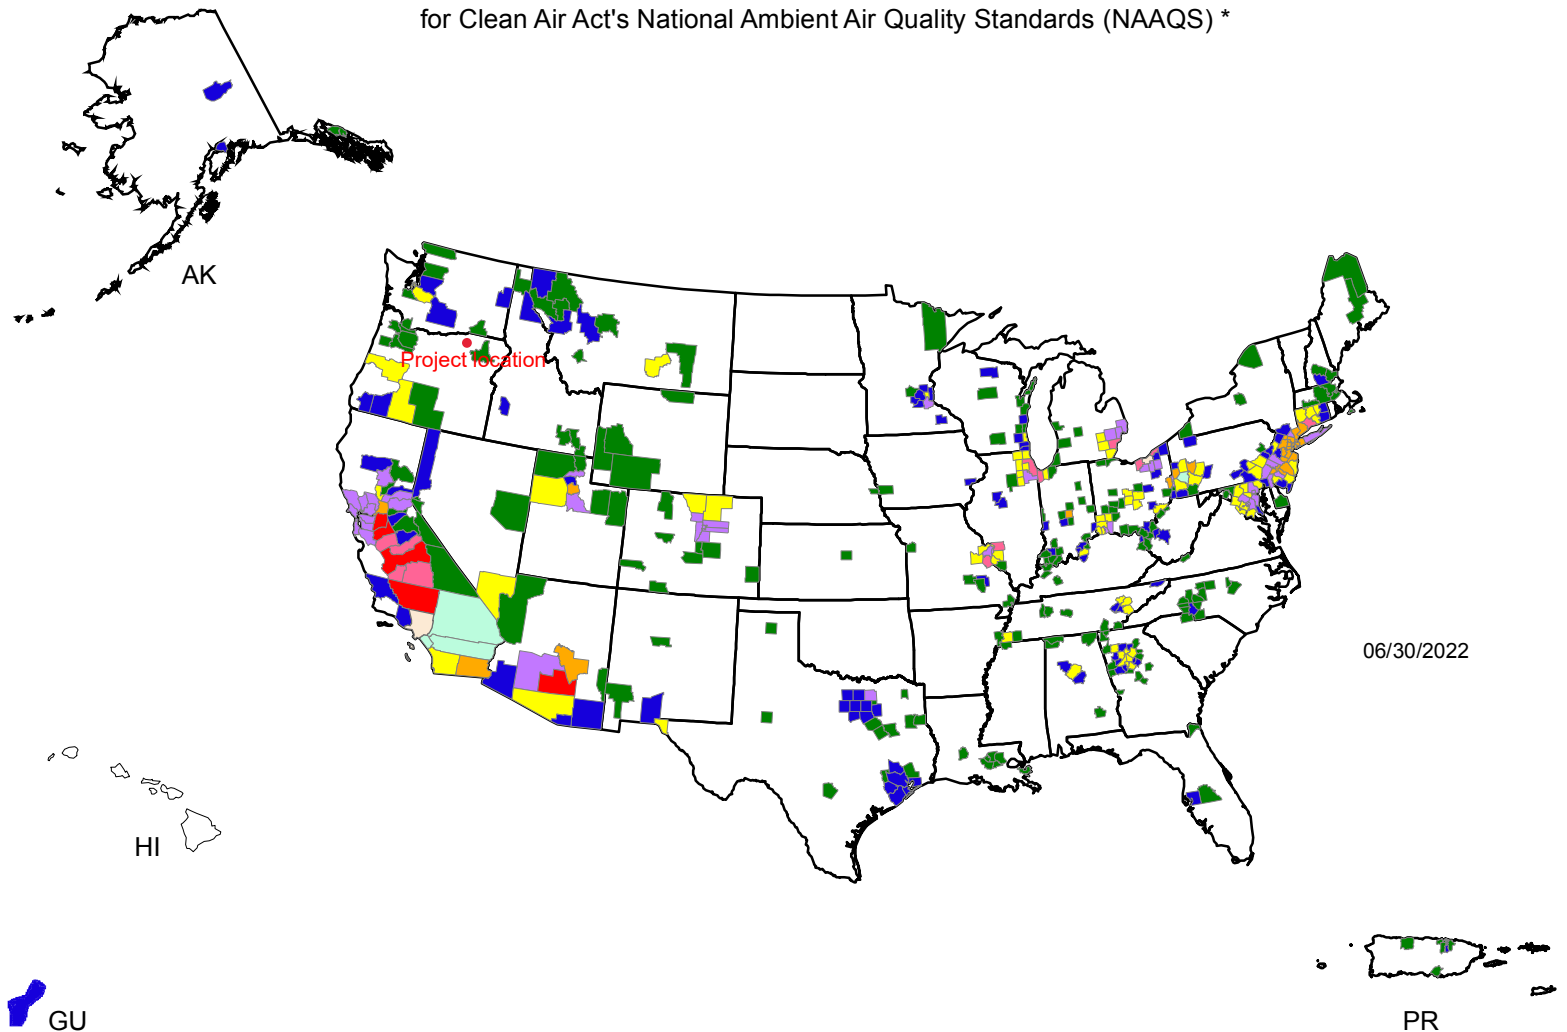 for Clean Air Act's National Ambient Air Quality Standards (NAAQS) *
AK
Project location
06/30/2022
HI
GU
PR